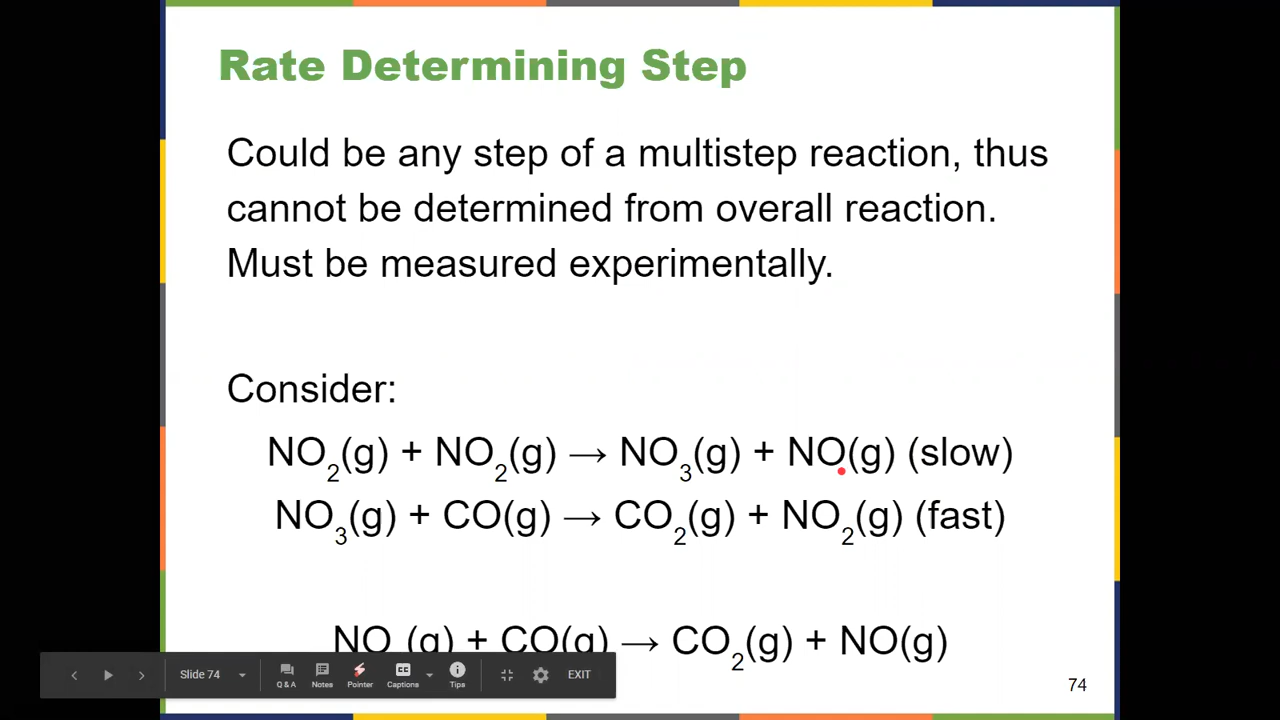 Rate Determining Step
Could be any step of a multistep reaction, thus
cannot be determined from overall reaction.
Must be measured experimentally.
Consider:
NO₂(g) + NO₂(g) → NO₃(g) + NO(g) (slow)
NO₃(g) + CO(g) → CO₂(g) + NO₂(g) (fast)
NO (g) + CO(g) → CO₂(g) + NO(g)
Slide 74
Q & A
Notes
Pointer
CC
Captions
Tips
EXIT
74